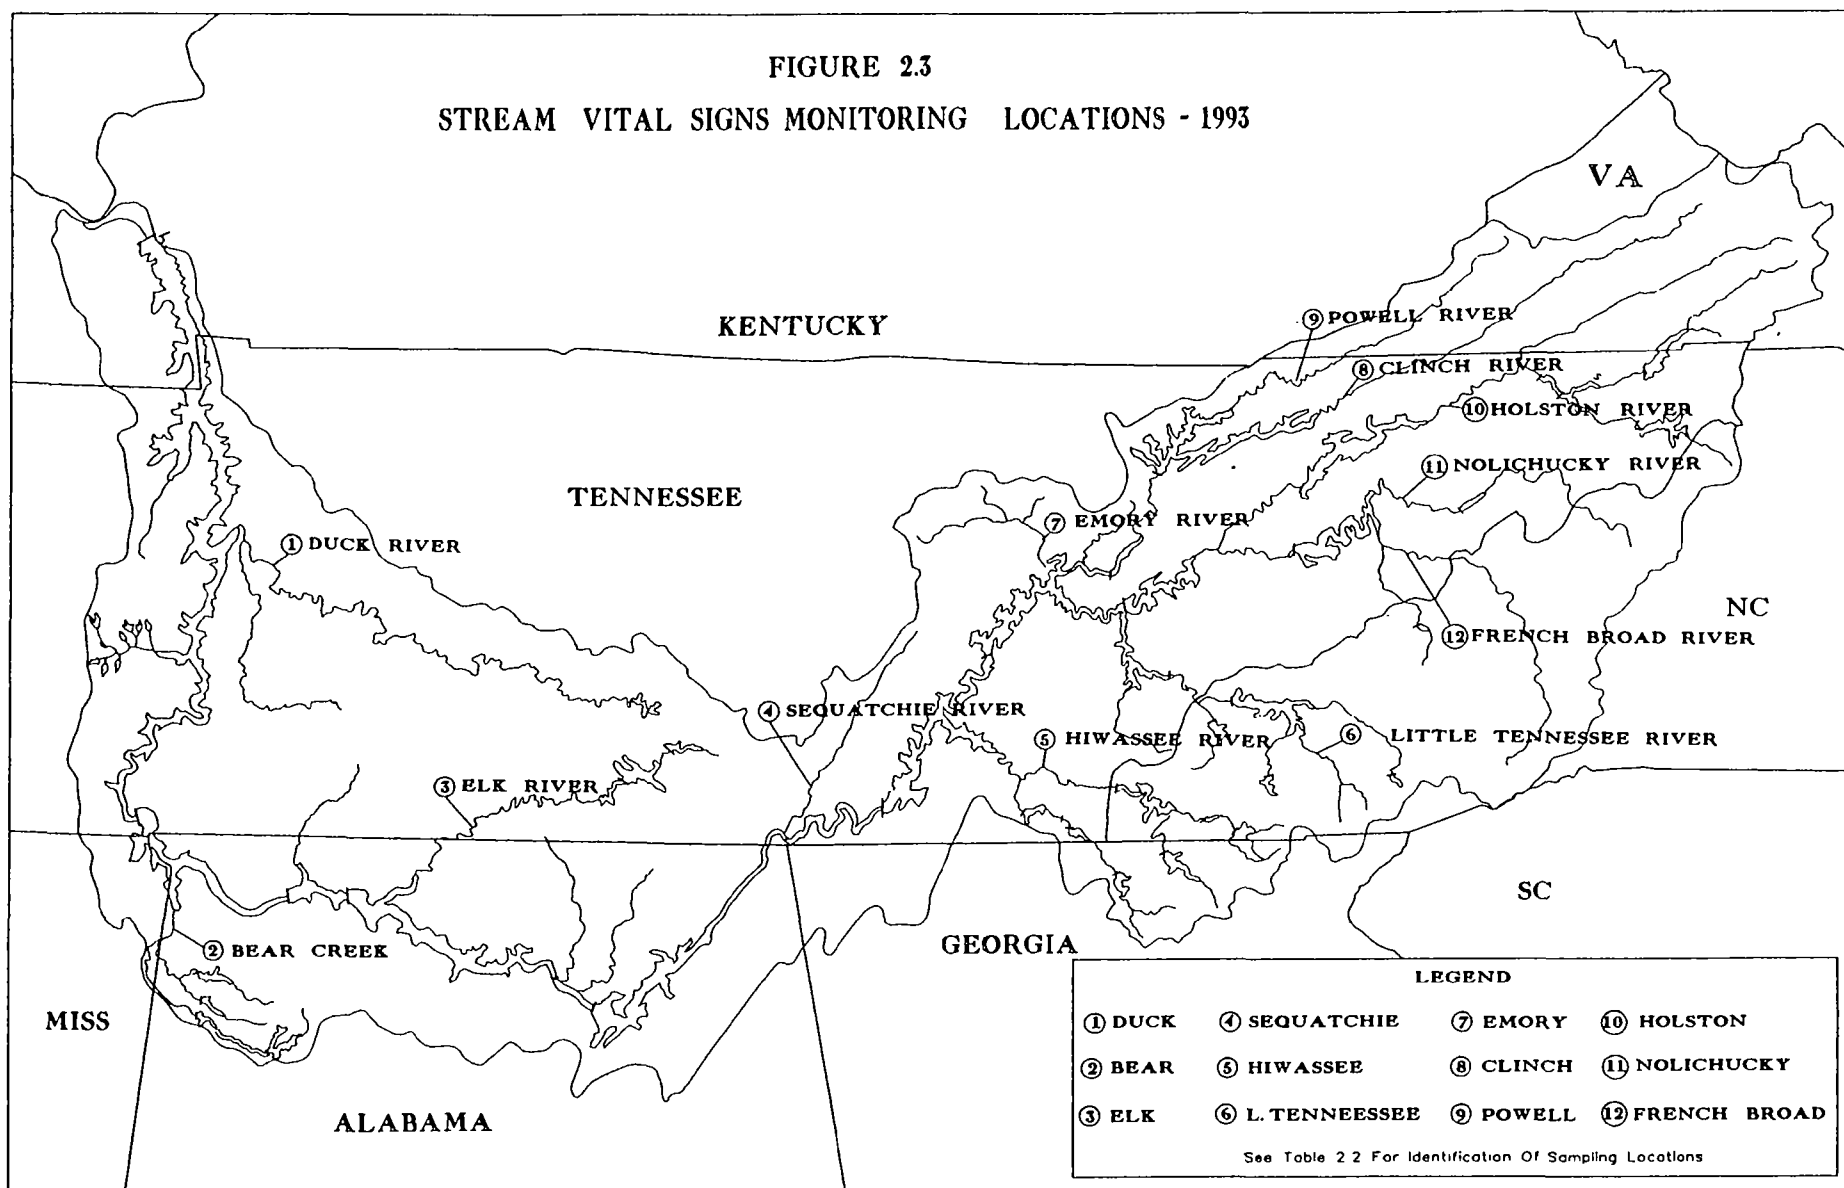 FIGURE 2.3
STREAM VITAL SIGNS MONITORING LOCATIONS - 1993
VA
KENTUCKY
⑨ POWELL RIVER
⑧ CLINCH RIVER
⑩ HOLSTON RIVER
⑪ NOLICHUCKY RIVER
TENNESSEE
⑦ EMORY RIVER
① DUCK RIVER
NC
⑫ FRENCH BROAD RIVER
④ SEQUATCHIE RIVER
⑤ HIWASSEE RIVER
⑥ LITTLE TENNESSEE RIVER
③ ELK RIVER
SC
② BEAR CREEK
GEORGIA
MISS
ALABAMA
LEGEND
① DUCK ④ SEQUATCHIE ⑦ EMORY ⑩ HOLSTON
② BEAR ⑤ HIWASSEE ⑧ CLINCH ⑪ NOLICHUCKY
③ ELK ⑥ L. TENNEESSEE ⑨ POWELL ⑫ FRENCH BROAD
See Table 2 2 For Identification Of Sampling Locations